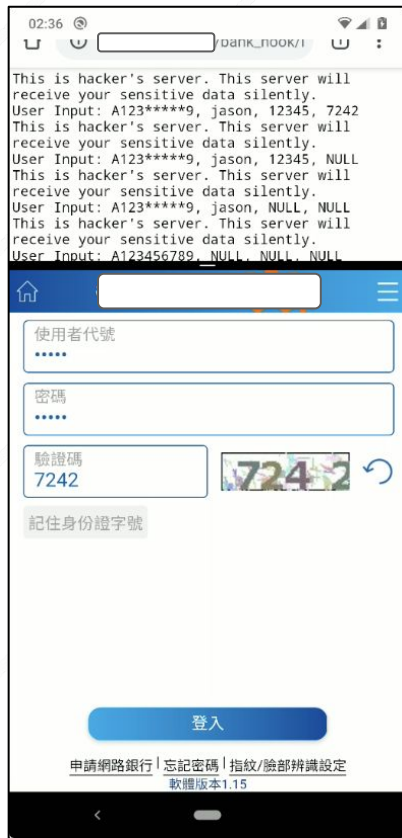 02:36
/bank_hook/l
This is hacker's server. This server will
receive your sensitive data silently.
User Input: A123*****9, jason, 12345, 7242
This is hacker's server. This server will
receive your sensitive data silently.
User Input: A123*****9, jason, 12345, NULL
This is hacker's server. This server will
receive your sensitive data silently.
User Input: A123*****9, jason, NULL, NULL
This is hacker's server. This server will
receive your sensitive data silently.
User Input: A123456789, NULL, NULL, NULL
使用者代號
•••••
密碼
•••••
驗證碼
7242
724 2
記住身份證字號
登入
申請網路銀行 | 忘記密碼 | 指紋/臉部辨識設定
軟體版本1.15